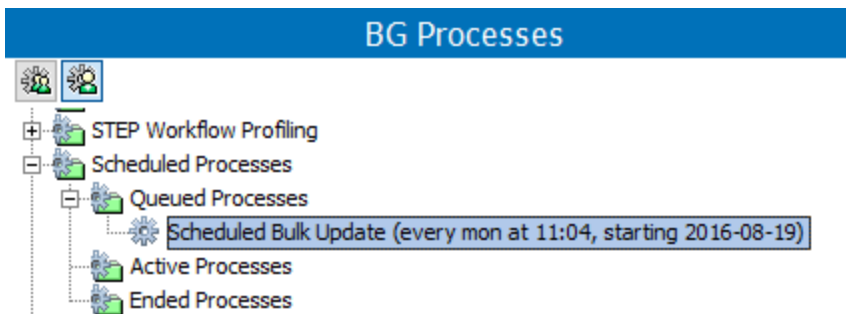 BG Processes
STEP Workflow Profiling
Scheduled Processes
Queued Processes
Scheduled Bulk Update (every mon at 11:04, starting 2016-08-19)
Active Processes
Ended Processes